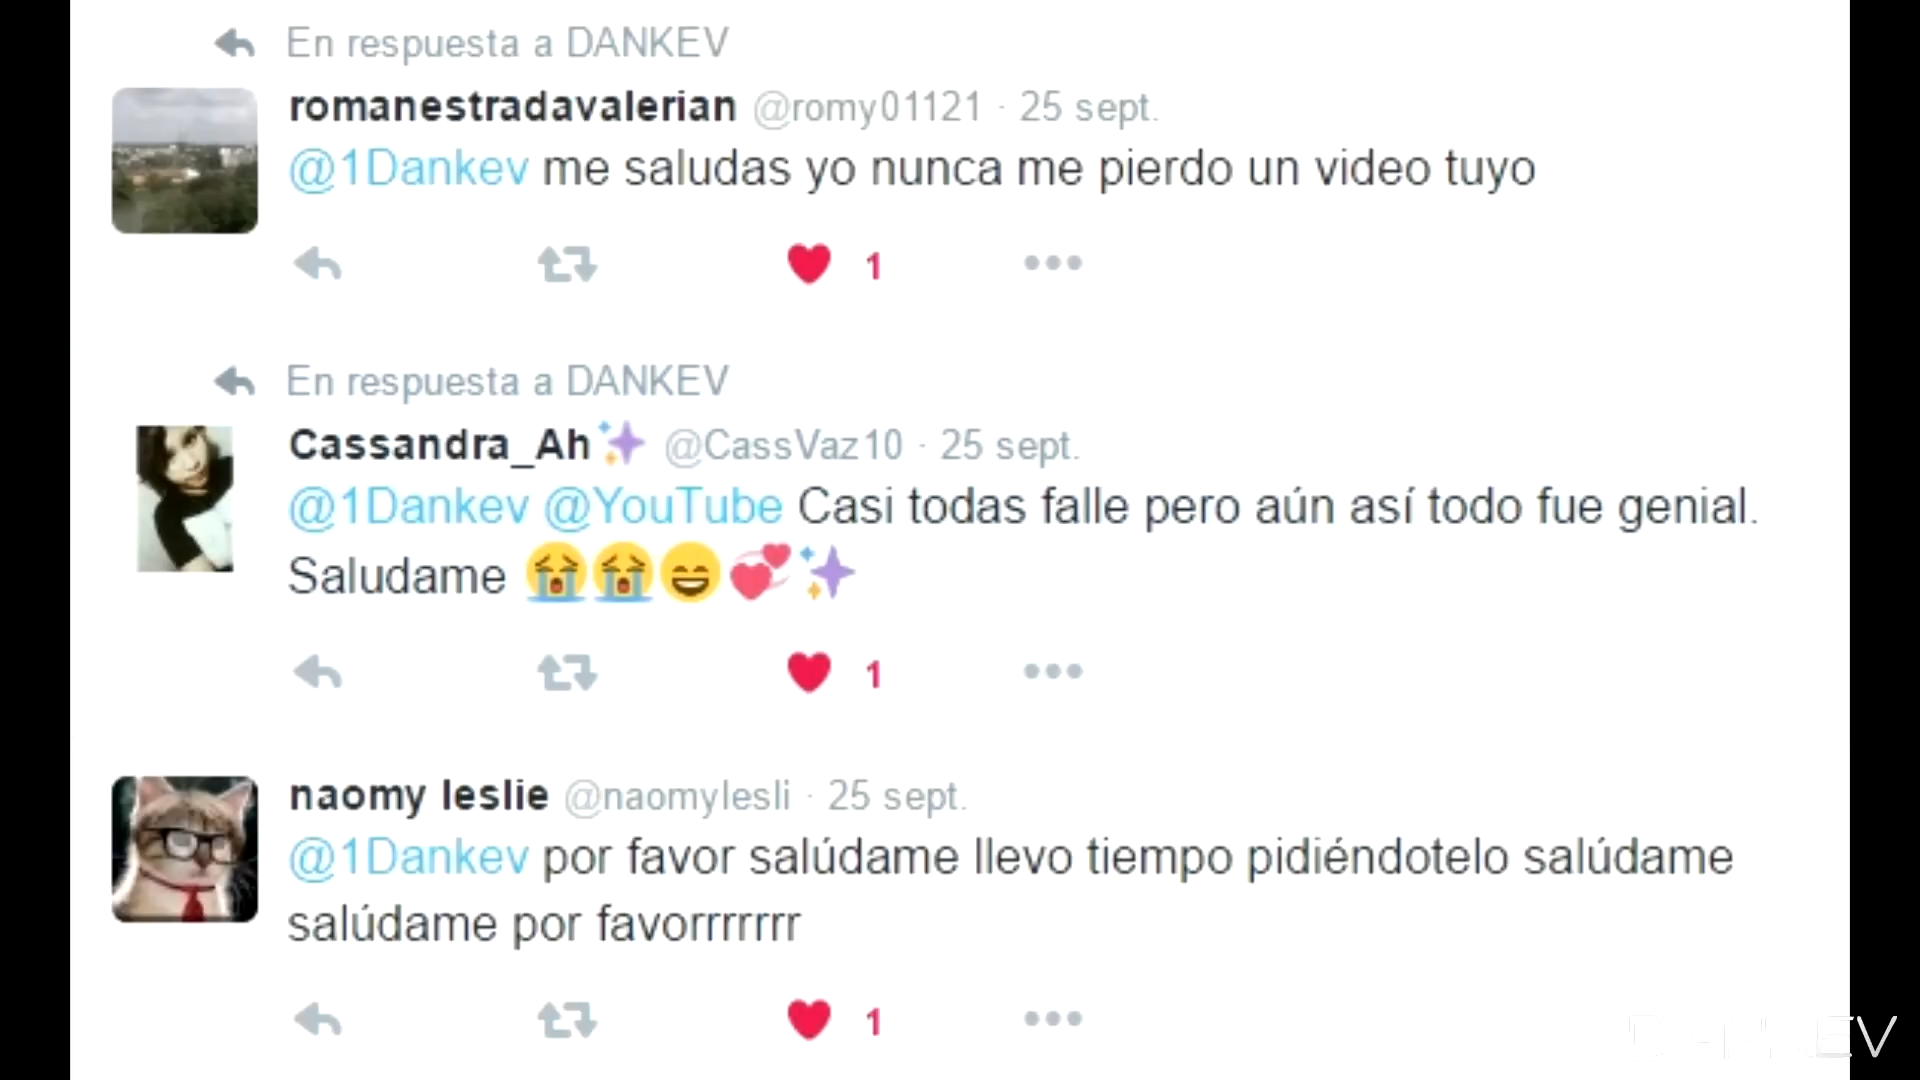 En respuesta a DANKEV
romanestradavalerian @romy01121 · 25 sept.
@1Dankev me saludas yo nunca me pierdo un video tuyo
1
En respuesta a DANKEV
Cassandra_Ah✨ @CassVaz10 · 25 sept.
@1Dankev @YouTube Casi todas falle pero aún así todo fue genial.
Saludame 😭😭😄💞✨
1
naomy leslie @naomylesli · 25 sept.
@1Dankev por favor salúdame llevo tiempo pidiéndotelo salúdame
salúdame por favorrrrrrr
1
DANKEV